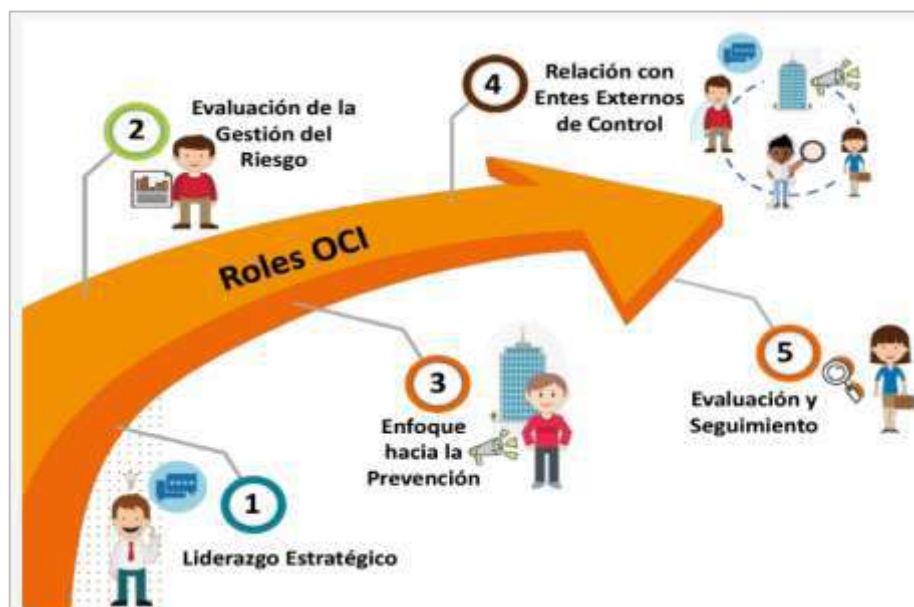 2
Evaluación de la
Gestión del
Riesgo
4
Relación con
Entes Externos
de Control
Roles OCI
3
Enfoque
hacia la
Prevención
5
Evaluación y
Seguimiento
1
Liderazgo Estratégico